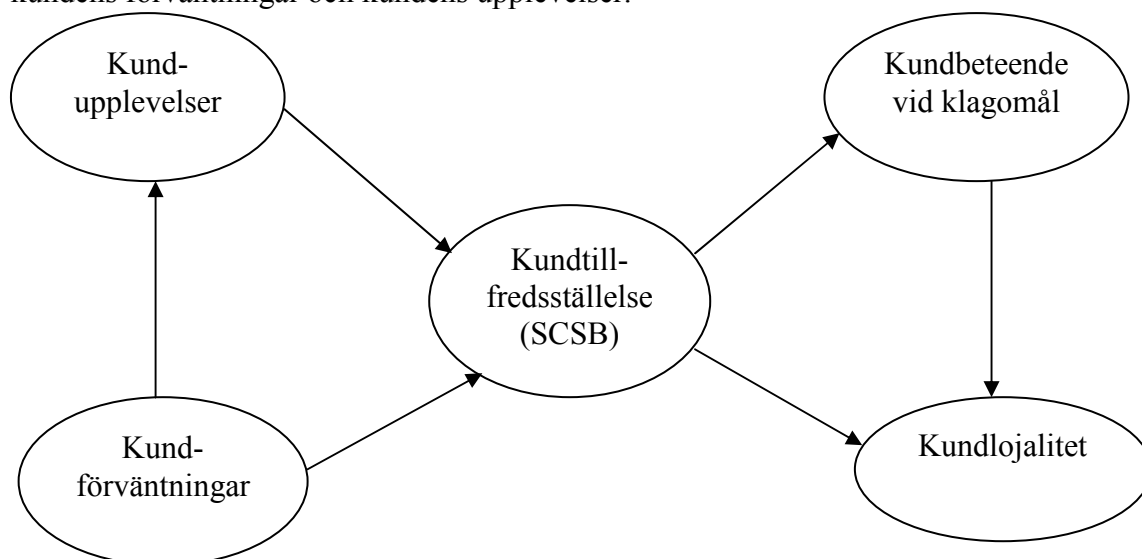 kundens förväntningar och kundens upplevelser.
Kund-
upplevelser
Kundbeteende
vid klagomål
Kundtill-
fredsställelse
(SCSB)
Kund-
förväntningar
Kundlojalitet